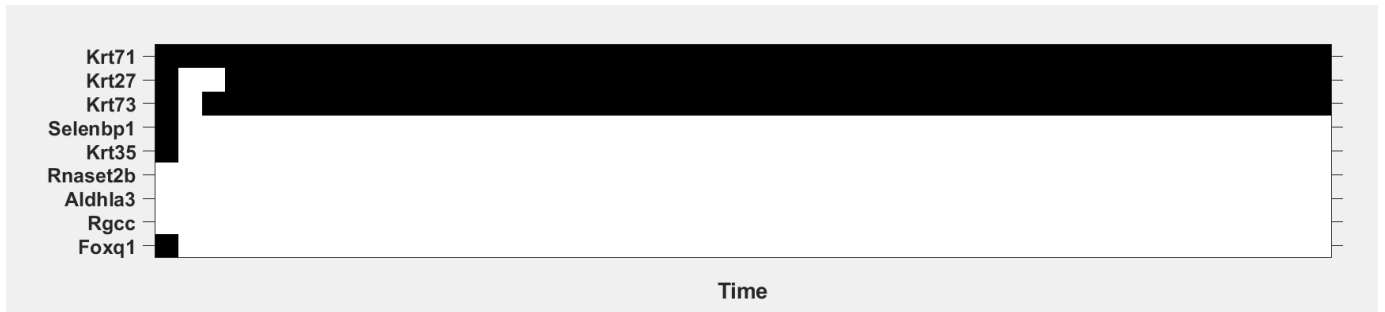 Krt71
Krt27
Krt73
Selenbp1
Krt35
Rnaset2b
Aldhla3
Rgcc
Foxq1
Time